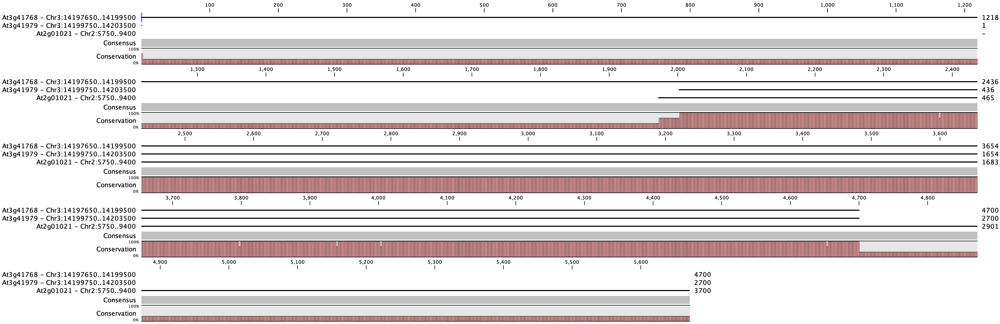 100 200 300 400 500 600 700 800 900 1,000 1,100 1,200
At3g41768 – Chr3:14197650..14199500 1218
At3g41979 – Chr3:14199750..14203500 1
At2g01021 – Chr2:5750..9400 –
Consensus
100%
Conservation
0%
1,300 1,400 1,500 1,600 1,700 1,800 1,900 2,000 2,100 2,200 2,300 2,400
At3g41768 – Chr3:14197650..14199500 2436
At3g41979 – Chr3:14199750..14203500 436
At2g01021 – Chr2:5750..9400 465
Consensus
100%
Conservation
0%
2,500 2,600 2,700 2,800 2,900 3,000 3,100 3,200 3,300 3,400 3,500 3,600
At3g41768 – Chr3:14197650..14199500 3654
At3g41979 – Chr3:14199750..14203500 1654
At2g01021 – Chr2:5750..9400 1683
Consensus
100%
Conservation
0%
3,700 3,800 3,900 4,000 4,100 4,200 4,300 4,400 4,500 4,600 4,700 4,800
At3g41768 – Chr3:14197650..14199500 4700
At3g41979 – Chr3:14199750..14203500 2700
At2g01021 – Chr2:5750..9400 2901
Consensus
100%
Conservation
0%
4,900 5,000 5,100 5,200 5,300 5,400 5,500 5,600
At3g41768 – Chr3:14197650..14199500 4700
At3g41979 – Chr3:14199750..14203500 2700
At2g01021 – Chr2:5750..9400 3700
Consensus
100%
Conservation
0%